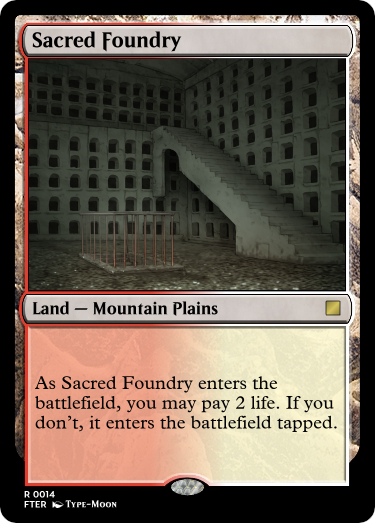 Sacred Foundry
Land — Mountain Plains
As Sacred Foundry enters the
battlefield, you may pay 2 life. If you
don't, it enters the battlefield tapped.
R 0014
FTER Type-Moon